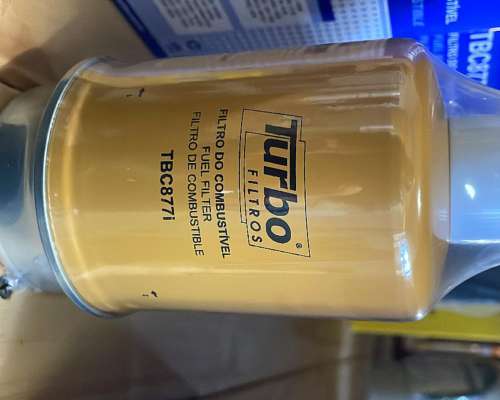 Turbo®
FILTROS
FILTRO DO COMBUSTÍVEL
FUEL FILTER
FILTRO DE COMBUSTIBLE
TBC877i